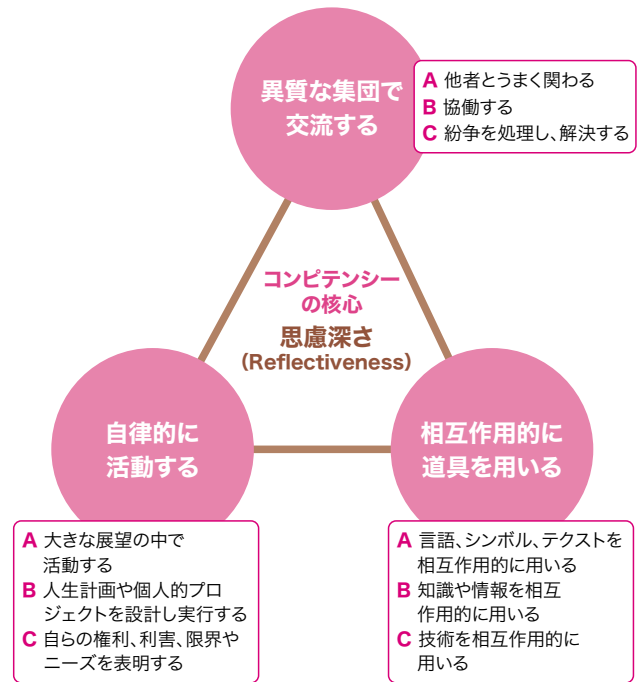 異質な集団で
交流する
A 他者とうまく関わる
B 協働する
C 紛争を処理し、解決する
コンピテンシー
の核心
思慮深さ
(Reflectiveness)
自律的に
活動する
相互作用的に
道具を用いる
A 大きな展望の中で
活動する
B 人生計画や個人的プロ
ジェクトを設計し実行する
C 自らの権利、利害、限界や
ニーズを表明する
A 言語、シンボル、テクストを
相互作用的に用いる
B 知識や情報を相互
作用的に用いる
C 技術を相互作用的に
用いる